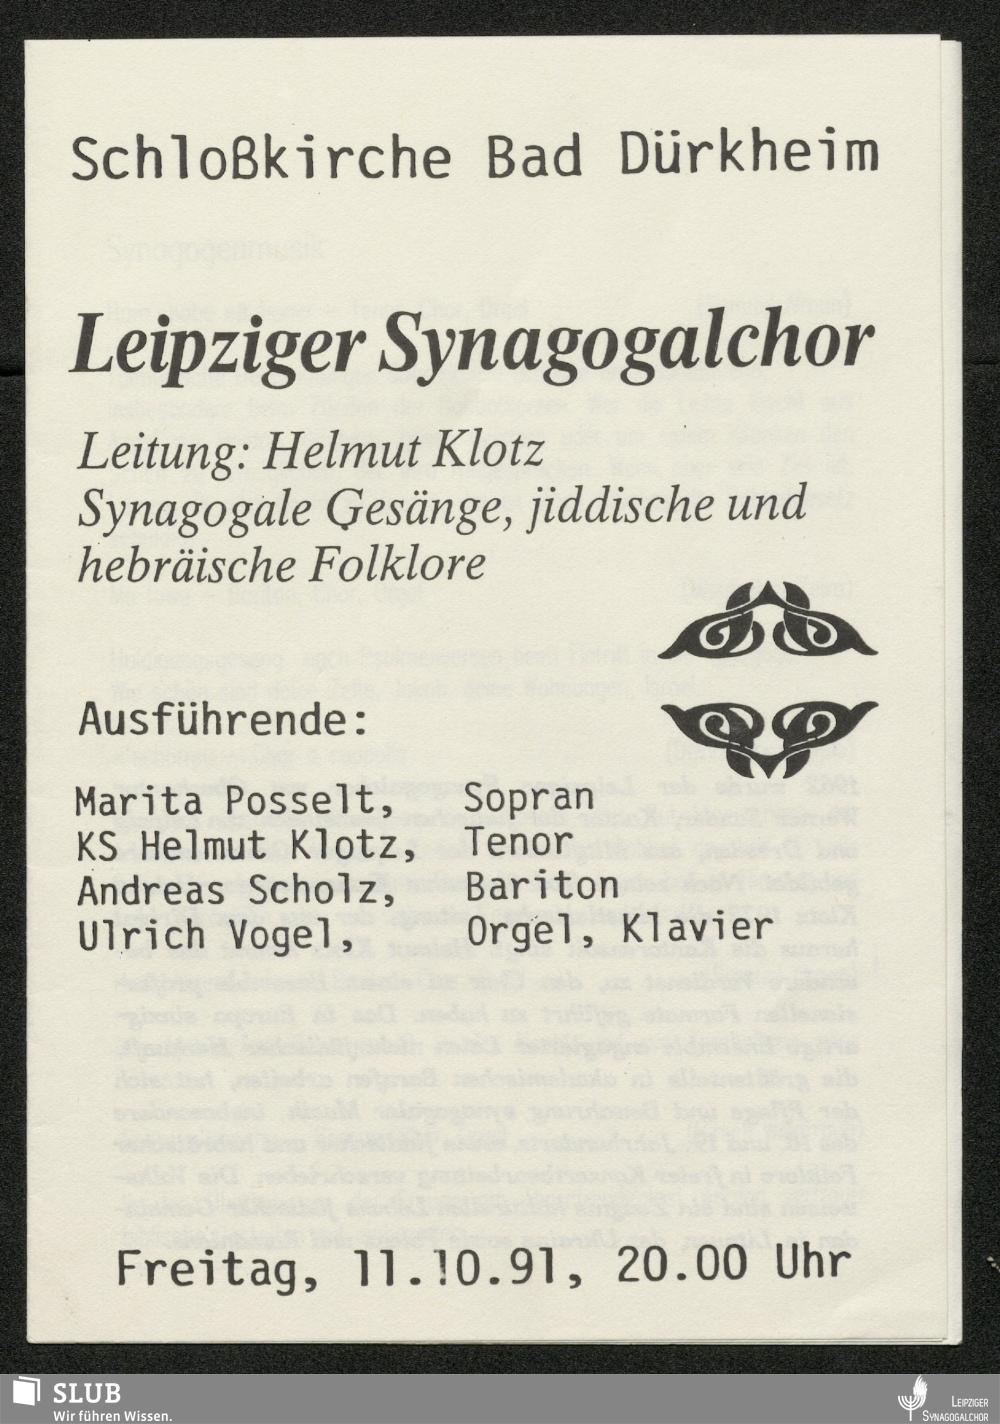 Schloßkirche Bad Dürkheim
Leipziger Synagogalchor
Leitung: Helmut Klotz
Synagogale Gesänge, jiddische und
hebräische Folklore
Ausführende:
Marita Posselt, Sopran
KS Helmut Klotz, Tenor
Andreas Scholz, Bariton
Ulrich Vogel, Orgel, Klavier
Freitag, 11.10.91, 20.00 Uhr
SLUB
Wir führen Wissen.
LEIPZIGER
SYNAGOGALCHOR